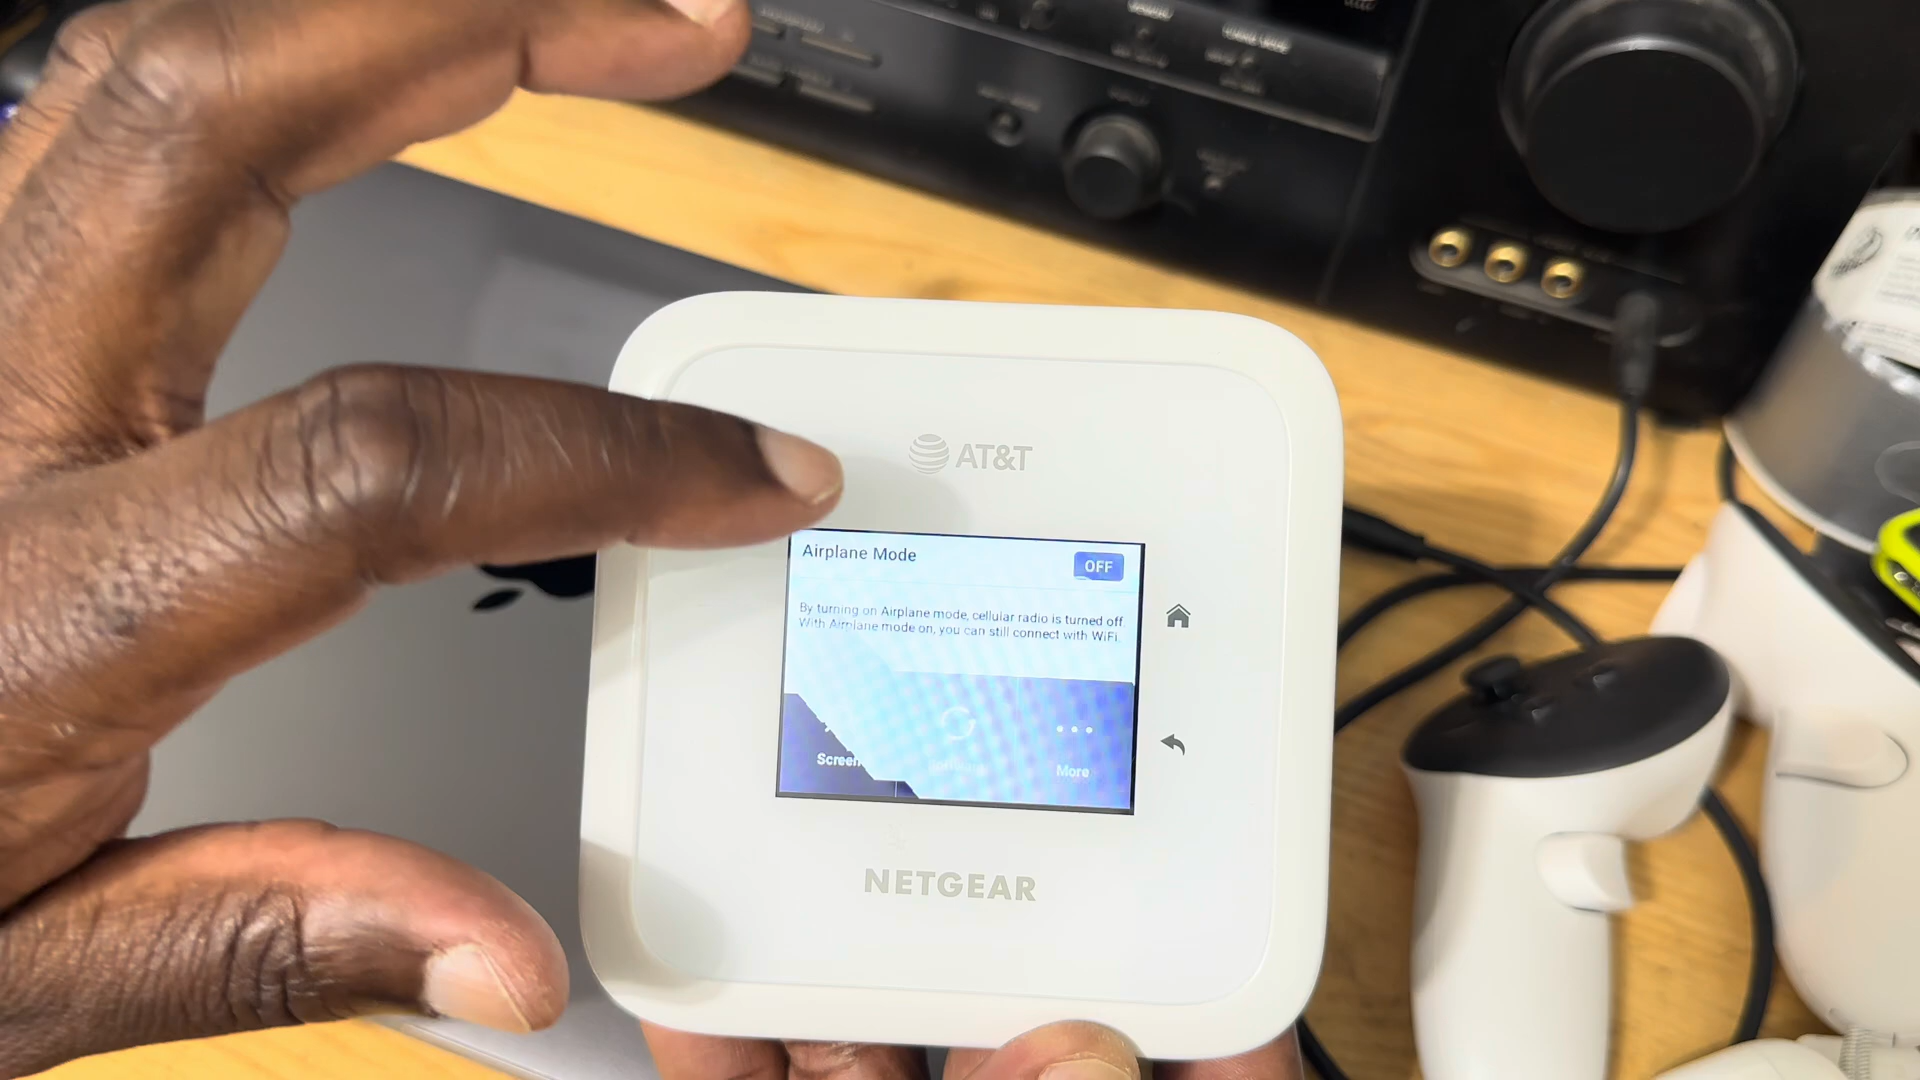 AT&T
Airplane Mode
OFF
By turning on Airplane mode, cellular radio is turned off.
With Airplane mode on, you can still connect with WiFi.
Screen
Software
More
NETGEAR